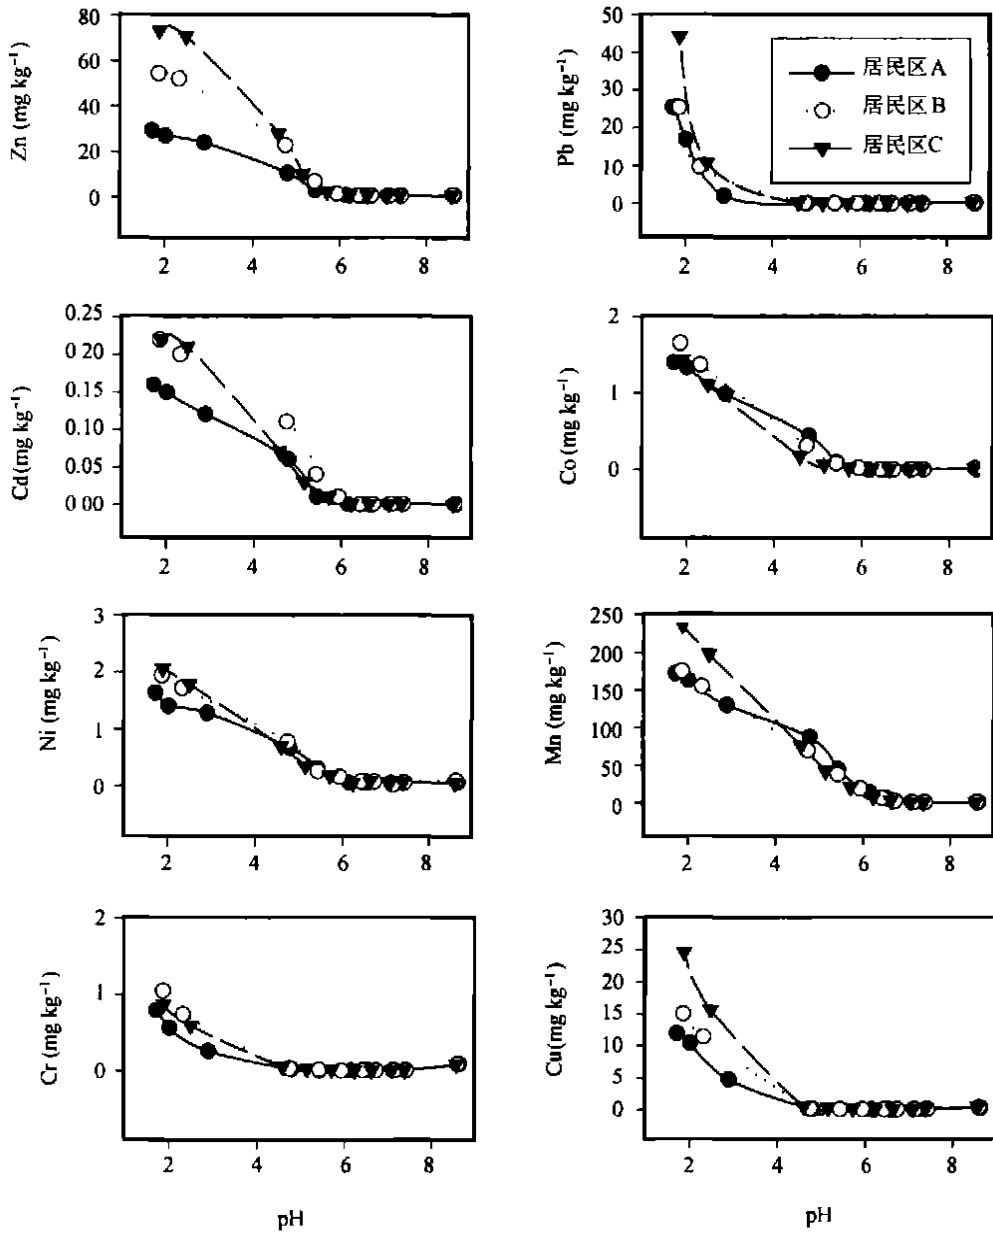 Zn (mg kg⁻¹)
80
60
40
20
0
2 4 6 8
Pb (mg kg⁻¹)
50
40
30
20
10
0
居民区A
居民区B
居民区C
2 4 6 8
Cd(mg kg⁻¹)
0.25
0 20
0.15
0.10
0.05
0 00
2 4 6 8
Co (mg kg⁻¹)
2
1
0
2 4 6 8
Ni (mg kg⁻¹)
3
2
1
0
2 4 6 8
Mn (mg kg⁻¹)
250
200
150
100
50
0
2 4 6 8
Cr (mg kg⁻¹)
2
1
0
2 4 6 8
pH
Cu(mg kg⁻¹)
30
25
20
15
10
5
0
2 4 6 8
pH